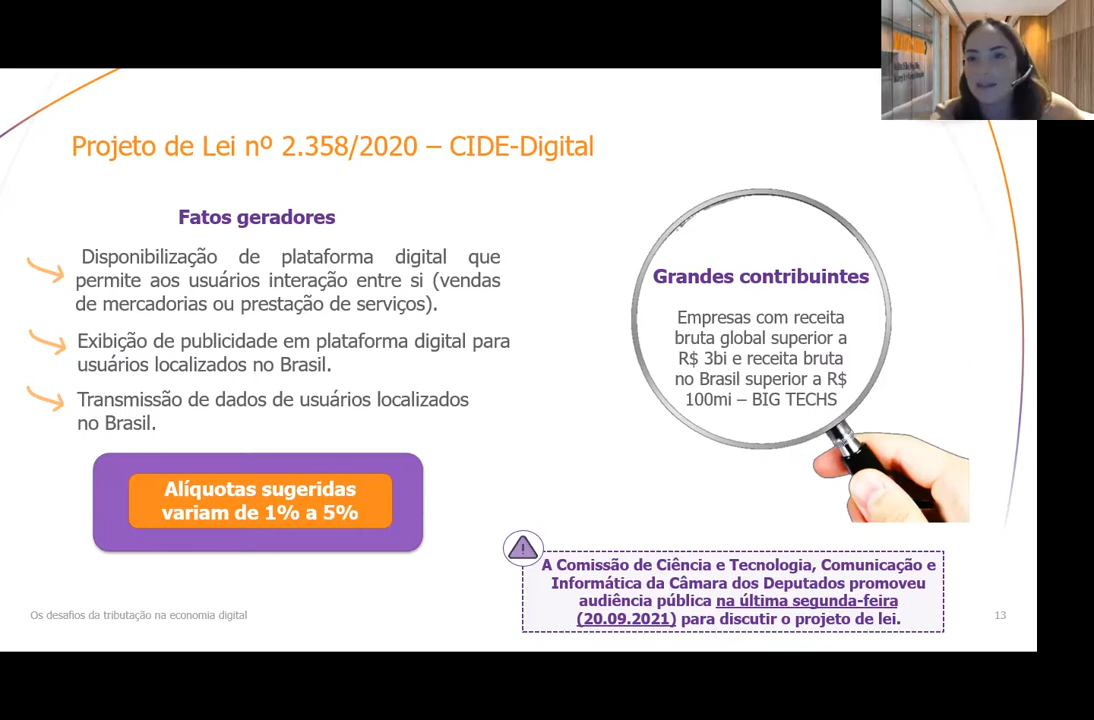 Projeto de Lei nº 2.358/2020 – CIDE-Digital
Fatos geradores
Disponibilização de plataforma digital que
permite aos usuários interação entre si (vendas
de mercadorias ou prestação de serviços).
Exibição de publicidade em plataforma digital para
usuários localizados no Brasil.
Transmissão de dados de usuários localizados
no Brasil.
Alíquotas sugeridas
variam de 1% a 5%
Grandes contribuintes
Empresas com receita
bruta global superior a
R$ 3bi e receita bruta
no Brasil superior a R$
100mi – BIG TECHS
!
A Comissão de Ciência e Tecnologia, Comunicação e
Informática da Câmara dos Deputados promoveu
audiência pública na última segunda-feira
(20.09.2021) para discutir o projeto de lei.
Os desafios da tributação na economia digital
13